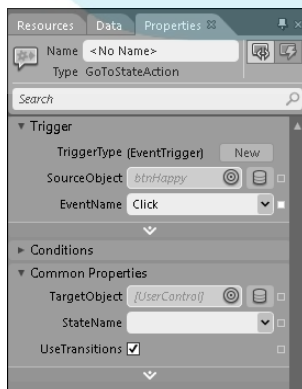 Resources Data Properties
Name <No Name>
Type GoToStateAction
Search
Trigger
TriggerType (EventTrigger) New
SourceObject btnHappy
EventName Click
Conditions
Common Properties
TargetObject [UserControl]
StateName
UseTransitions